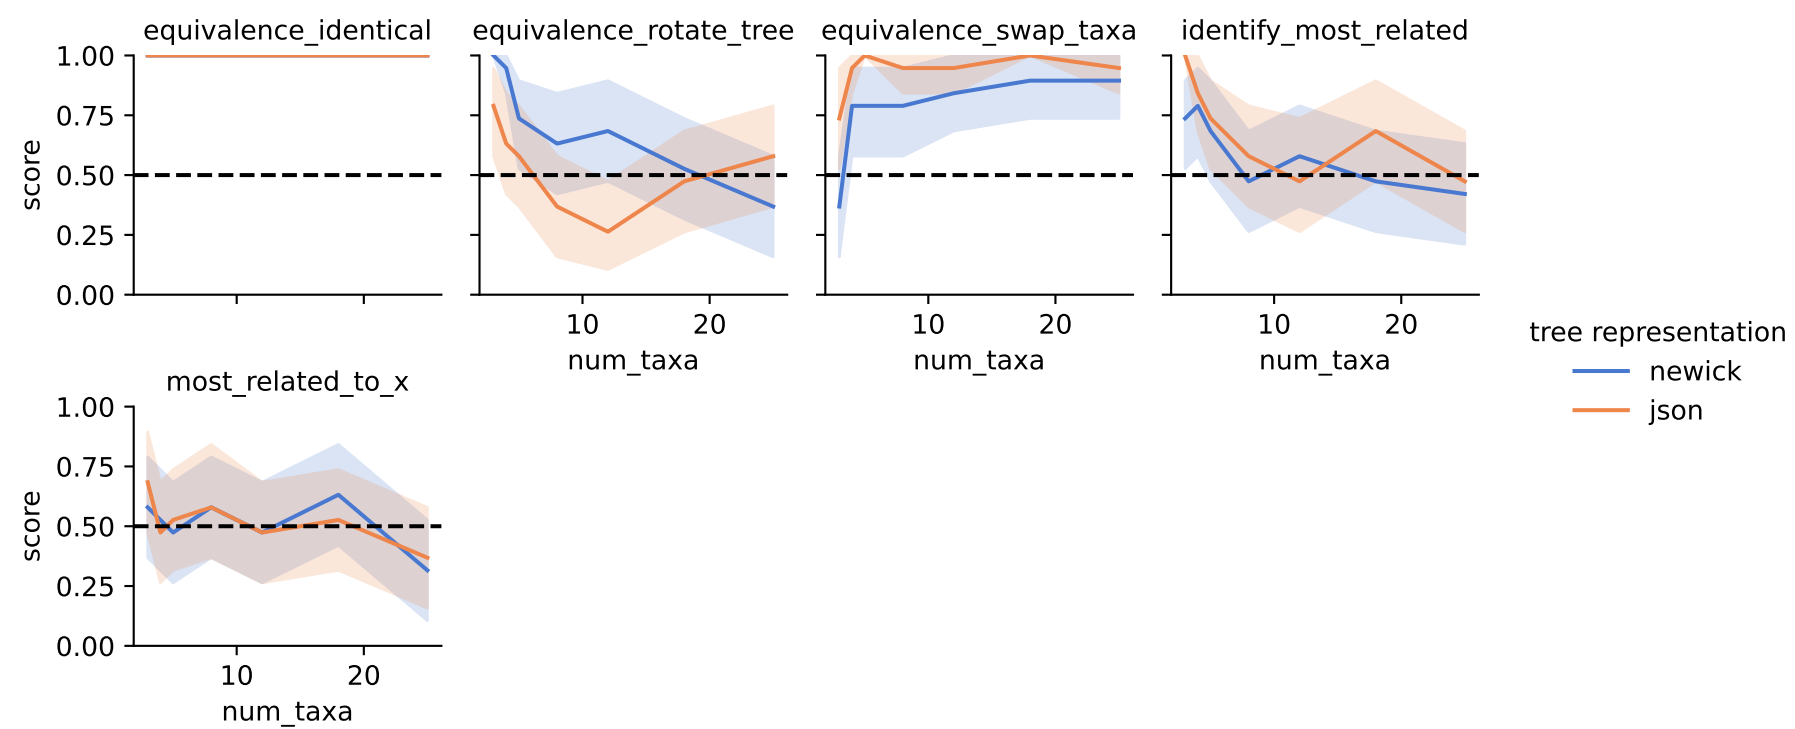 equivalence_identical
equivalence_rotate_tree
equivalence_swap_taxa
identify_most_related
1.00
0.75
0.50
0.25
0.00
score
10
20
num_taxa
10
20
num_taxa
10
20
num_taxa
most_related_to_x
1.00
0.75
0.50
0.25
0.00
score
10
20
num_taxa
tree representation
newick
json